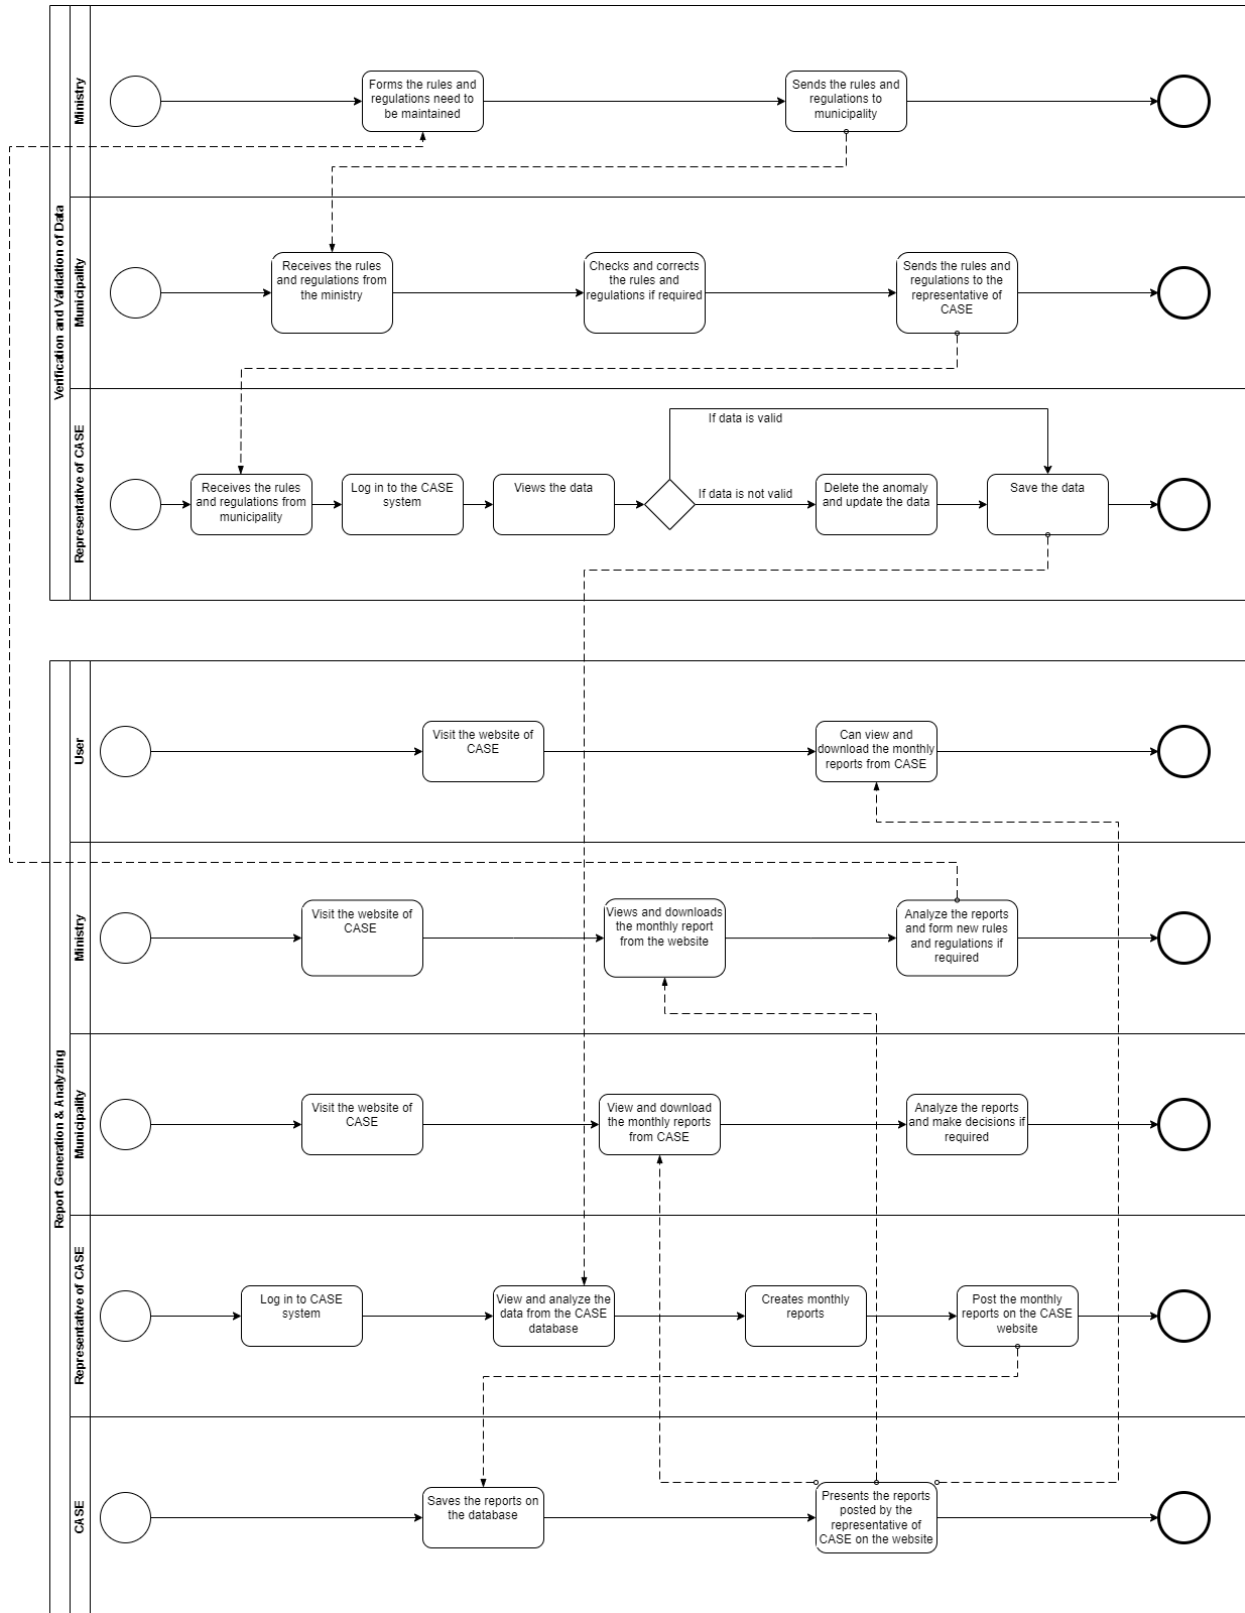 Verification and Validation of Data
Ministry
Forms the rules and
regulations need to
be maintained
Sends the rules and
regulations to
municipality
Municipality
Receives the rules
and regulations from
the ministry
Checks and corrects
the rules and
regulations if required
Sends the rules and
regulations to the
representative of
CASE
Representative of CASE
Receives the rules
and regulations from
municipality
Log in to the CASE
system
Views the data
If data is valid
If data is not valid
Delete the anomaly
and update the data
Save the data
Report Generation & Analyzing
User
Visit the website of
CASE
Can view and
download the monthly
reports from CASE
Ministry
Visit the website of
CASE
Views and downloads
the monthly report
from the website
Analyze the reports
and form new rules
and regulations if
required
Municipality
Visit the website of
CASE
View and download
the monthly reports
from CASE
Analyze the reports
and make decisions if
required
Representative of CASE
Log in to CASE
system
View and analyze the
data from the CASE
database
Creates monthly
reports
Post the monthly
reports on the CASE
website
CASE
Saves the reports on
the database
Presents the reports
posted by the
representative of
CASE on the website